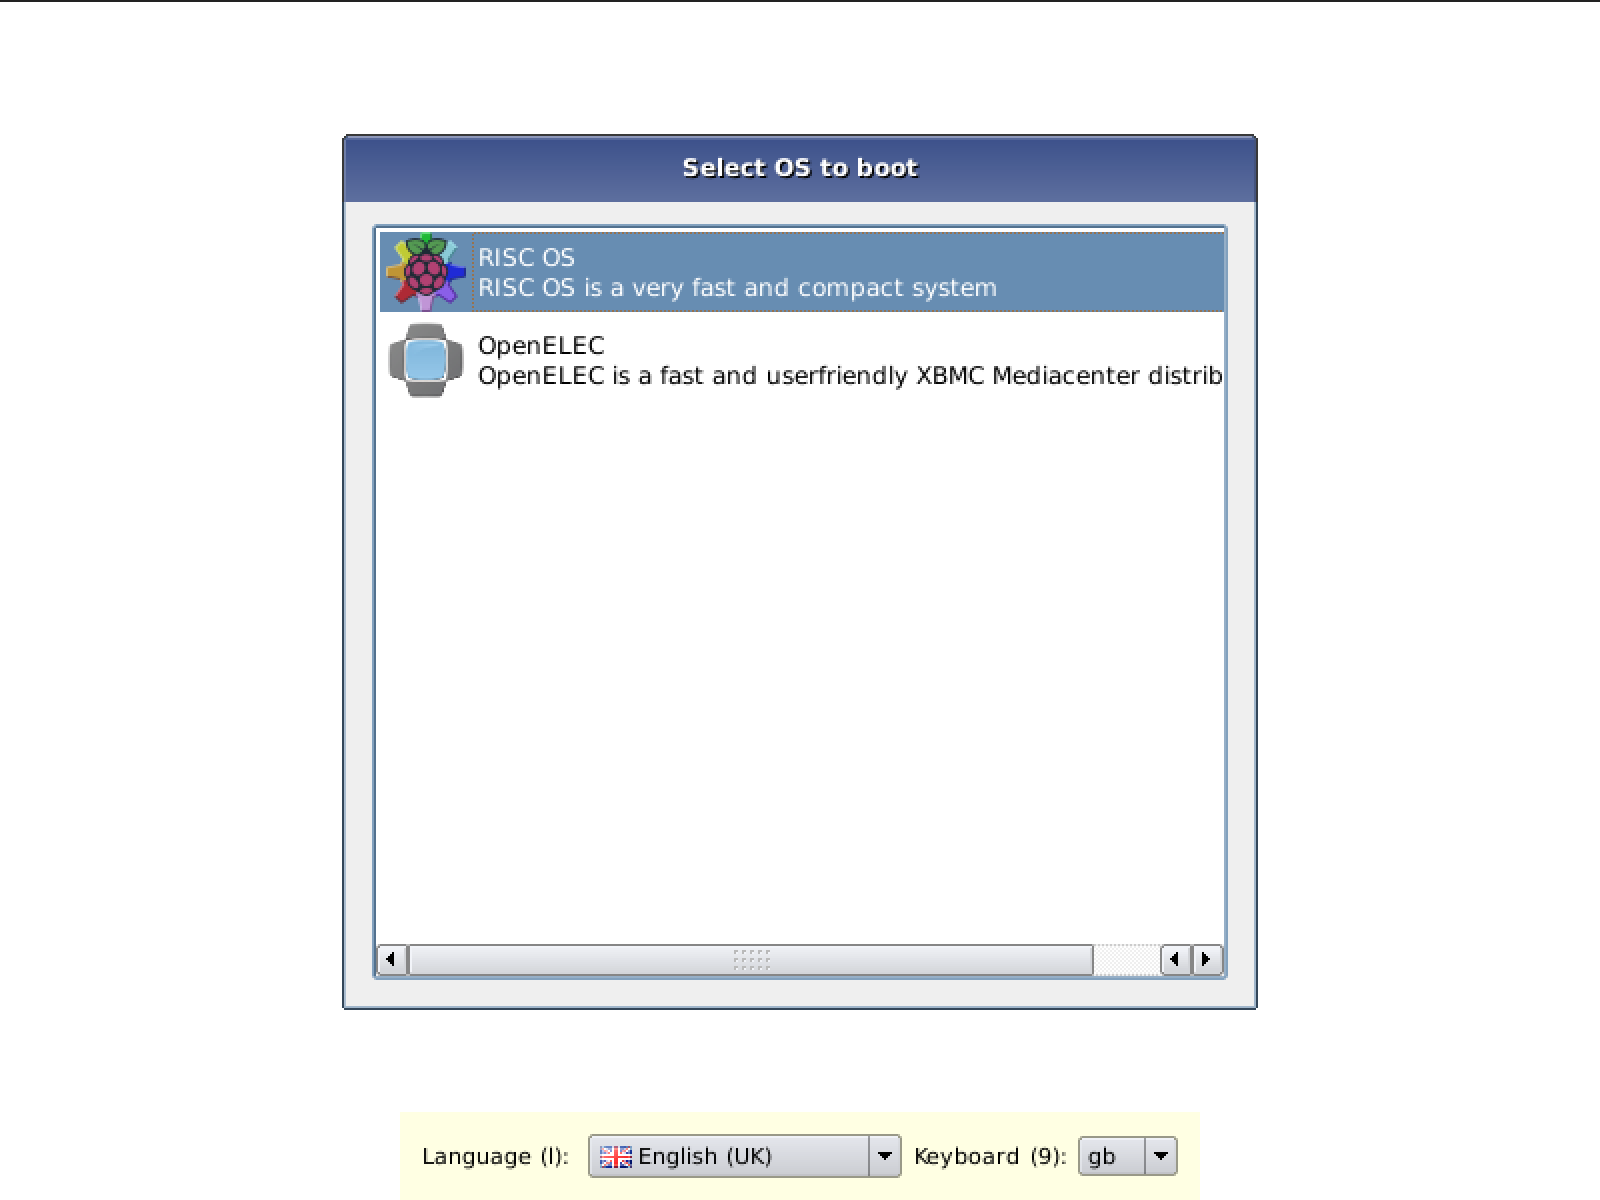 Select OS to boot
RISC OS
RISC OS is a very fast and compact system
OpenELEC
OpenELEC is a fast and userfriendly XBMC Mediacenter distrib
Language (l): English (UK) Keyboard (9): gb